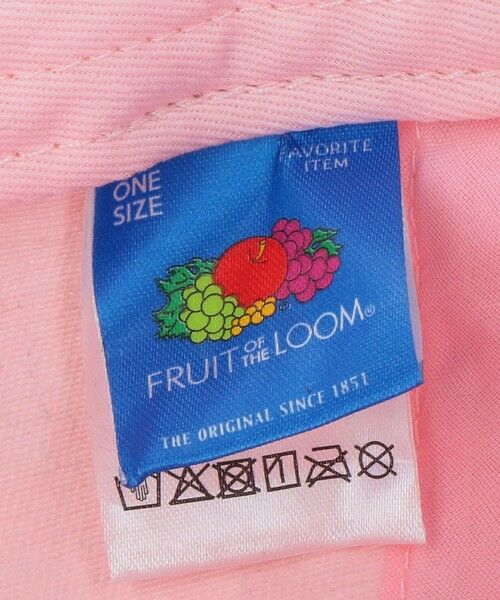 ONE
SIZE
FAVORITE
ITEM
FRUIT OF THE LOOM®
THE ORIGINAL SINCE 1851